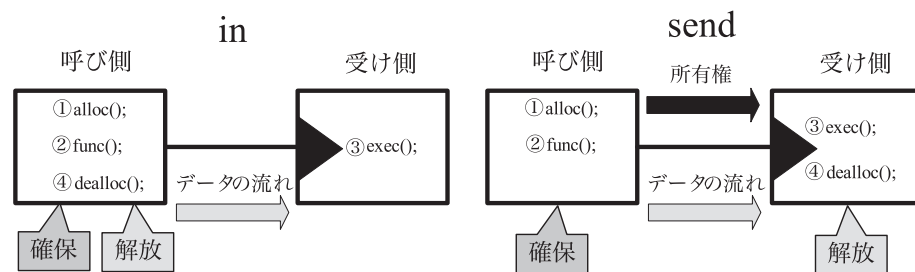 in
呼び側
受け側
①alloc();
②func();
③exec();
④dealloc();
データの流れ
確保
解放
send
呼び側
所有権
受け側
①alloc();
②func();
③exec();
④dealloc();
データの流れ
確保
解放